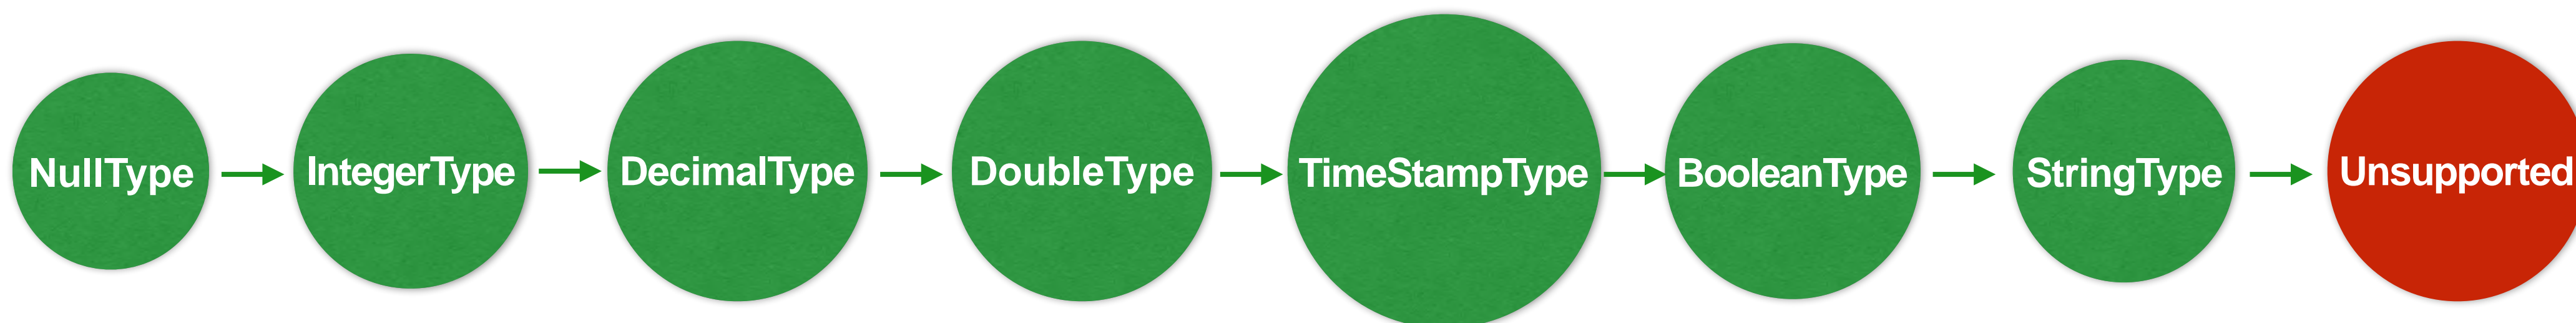 NullType
IntegerType
DecimalType
DoubleType
TimeStampType
BooleanType
StringType
Unsupported